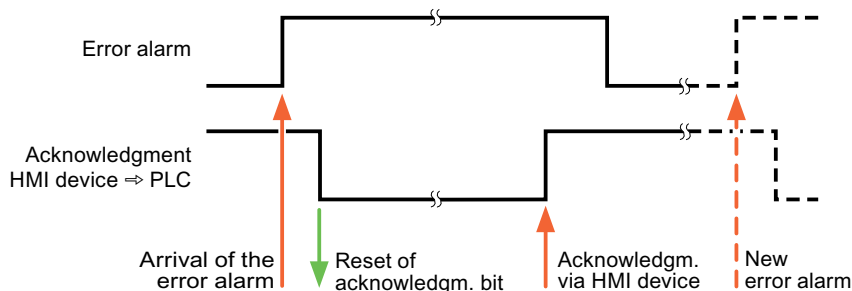 Error alarm
Acknowledgment
HMI device ⇨ PLC
Arrival of the
error alarm
Reset of
acknowledgm. bit
Acknowledgm.
via HMI device
New
error alarm